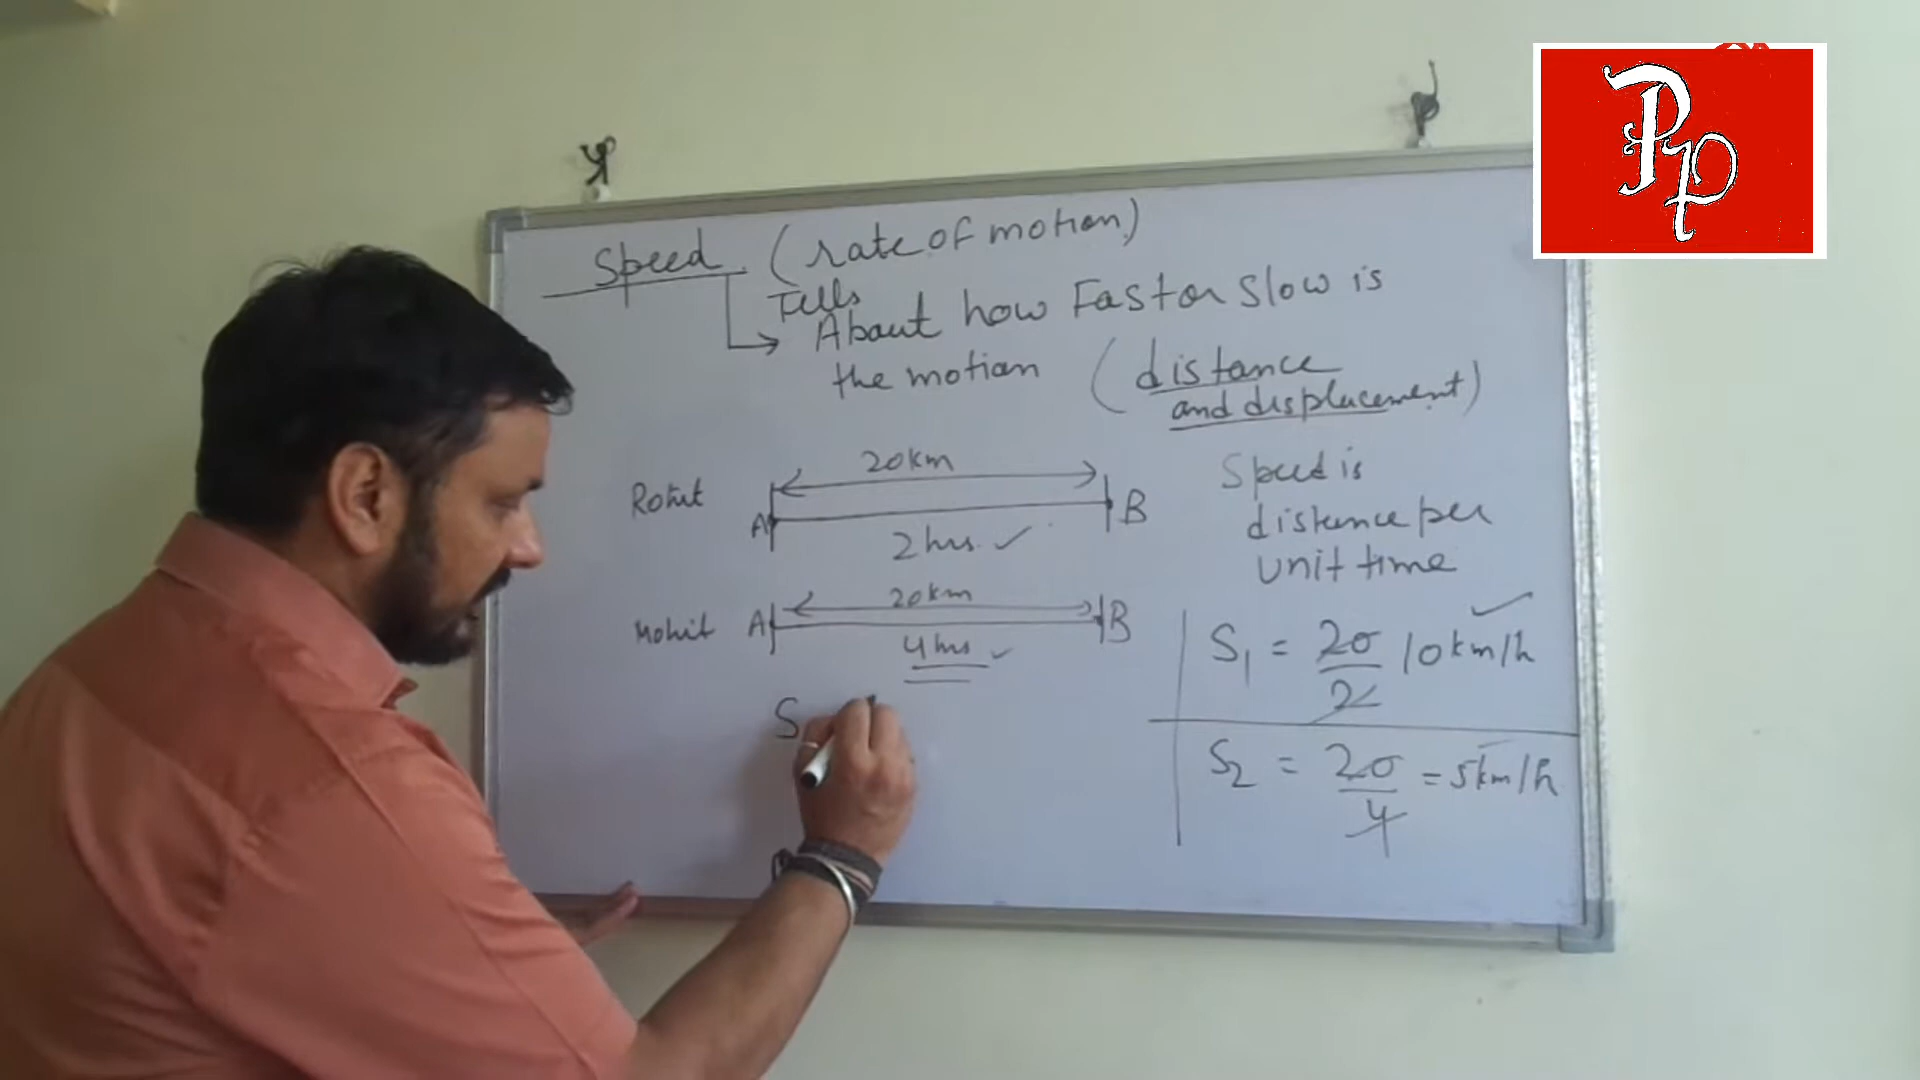 Speed (rate of motion)
Tells
About how Fast or slow is
the motion (distance
and displacement)
Rohit A 20km B
2 hrs.
Mohit A 20km B
4 hrs
S
Speed is
distance per
unit time
S1 = 20/2 10 km/h
S2 = 20/4 = 5km/h
PP